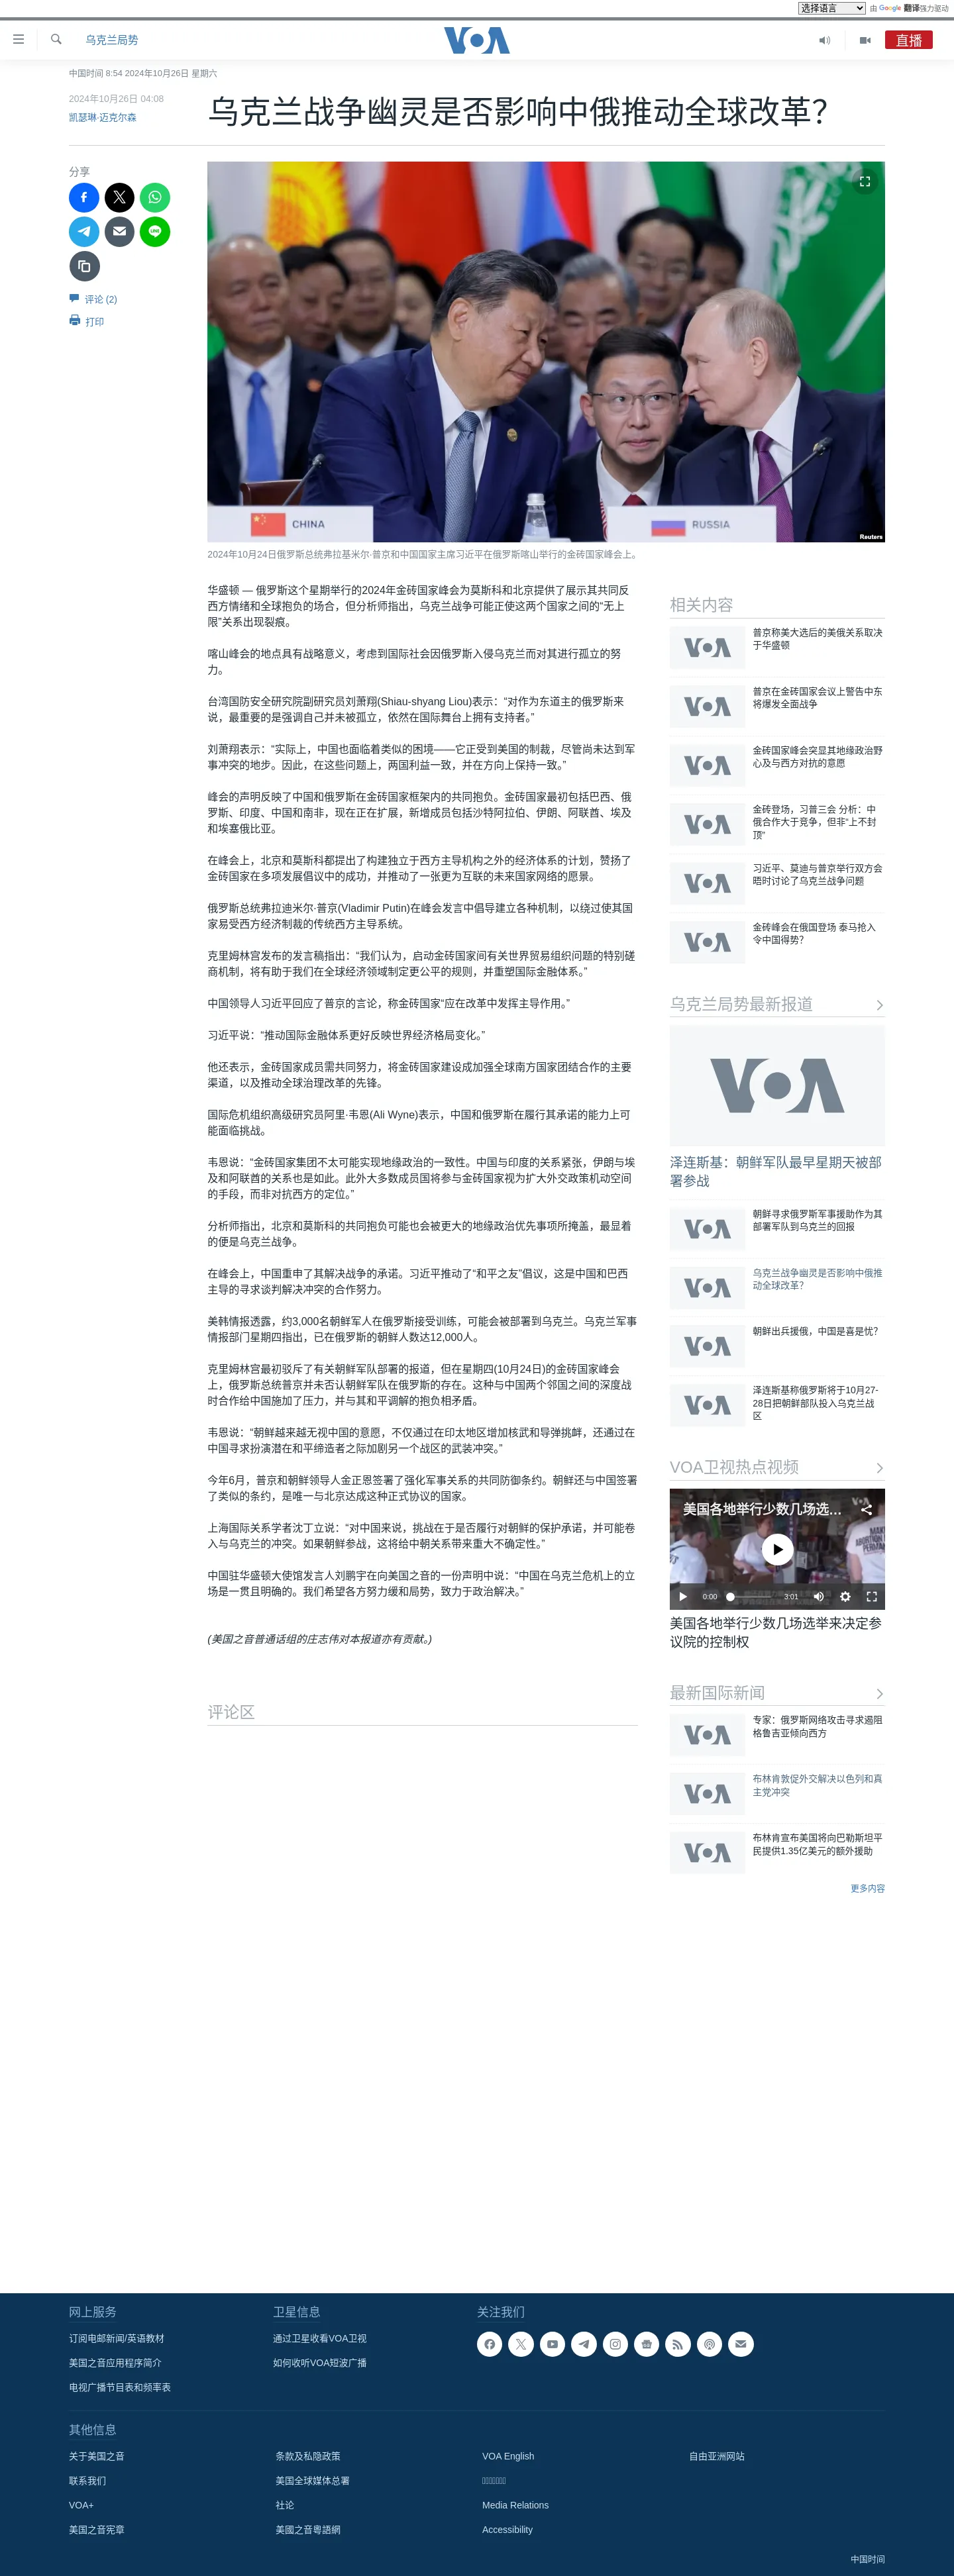 选择语言 由 Google 翻译强力驱动
乌克兰局势
VOA
直播
中国时间 8:54 2024年10月26日 星期六
2024年10月26日 04:08
凯瑟琳·迈克尔森
乌克兰战争幽灵是否影响中俄推动全球改革？
分享
评论 (2)
打印
CHINA
RUSSIA
Reuters
2024年10月24日俄罗斯总统弗拉基米尔·普京和中国国家主席习近平在俄罗斯喀山举行的金砖国家峰会上。
华盛顿 — 俄罗斯这个星期举行的2024年金砖国家峰会为莫斯科和北京提供了展示其共同反
西方情绪和全球抱负的场合，但分析师指出，乌克兰战争可能正使这两个国家之间的“无上
限”关系出现裂痕。
喀山峰会的地点具有战略意义，考虑到国际社会因俄罗斯入侵乌克兰而对其进行孤立的努
力。
台湾国防安全研究院副研究员刘萧翔(Shiau-shyang Liou)表示：“对作为东道主的俄罗斯来
说，最重要的是强调自己并未被孤立，依然在国际舞台上拥有支持者。”
刘萧翔表示：“实际上，中国也面临着类似的困境——它正受到美国的制裁，尽管尚未达到军
事冲突的地步。因此，在这些问题上，两国利益一致，并在方向上保持一致。”
峰会的声明反映了中国和俄罗斯在金砖国家框架内的共同抱负。金砖国家最初包括巴西、俄
罗斯、印度、中国和南非，现在正在扩展，新增成员包括沙特阿拉伯、伊朗、阿联酋、埃及
和埃塞俄比亚。
在峰会上，北京和莫斯科都提出了构建独立于西方主导机构之外的经济体系的计划，赞扬了
金砖国家在多项发展倡议中的成功，并推动了一张更为互联的未来国家网络的愿景。
俄罗斯总统弗拉迪米尔·普京(Vladimir Putin)在峰会发言中倡导建立各种机制，以绕过使其国
家易受西方经济制裁的传统西方主导系统。
克里姆林宫发布的发言稿指出：“我们认为，启动金砖国家间有关世界贸易组织问题的特别磋
商机制，将有助于我们在全球经济领域制定更公平的规则，并重塑国际金融体系。”
中国领导人习近平回应了普京的言论，称金砖国家“应在改革中发挥主导作用。”
习近平说：“推动国际金融体系更好反映世界经济格局变化。”
他还表示，金砖国家成员需共同努力，将金砖国家建设成加强全球南方国家团结合作的主要
渠道，以及推动全球治理改革的先锋。
国际危机组织高级研究员阿里·韦恩(Ali Wyne)表示，中国和俄罗斯在履行其承诺的能力上可
能面临挑战。
韦恩说：“金砖国家集团不太可能实现地缘政治的一致性。中国与印度的关系紧张，伊朗与埃
及和阿联酋的关系也是如此。此外大多数成员国将参与金砖国家视为扩大外交政策机动空间
的手段，而非对抗西方的定位。”
分析师指出，北京和莫斯科的共同抱负可能也会被更大的地缘政治优先事项所掩盖，最显着
的便是乌克兰战争。
在峰会上，中国重申了其解决战争的承诺。习近平推动了“和平之友”倡议，这是中国和巴西
主导的寻求谈判解决冲突的合作努力。
美韩情报透露，约3,000名朝鲜军人在俄罗斯接受训练，可能会被部署到乌克兰。乌克兰军事
情报部门星期四指出，已在俄罗斯的朝鲜人数达12,000人。
克里姆林宫最初驳斥了有关朝鲜军队部署的报道，但在星期四(10月24日)的金砖国家峰会
上，俄罗斯总统普京并未否认朝鲜军队在俄罗斯的存在。这种与中国两个邻国之间的深度战
时合作给中国施加了压力，并与其和平调解的抱负相矛盾。
韦恩说：“朝鲜越来越无视中国的意愿，不仅通过在印太地区增加核武和导弹挑衅，还通过在
中国寻求扮演潜在和平缔造者之际加剧另一个战区的武装冲突。”
今年6月，普京和朝鲜领导人金正恩签署了强化军事关系的共同防御条约。朝鲜还与中国签署
了类似的条约，是唯一与北京达成这种正式协议的国家。
上海国际关系学者沈丁立说：“对中国来说，挑战在于是否履行对朝鲜的保护承诺，并可能卷
入与乌克兰的冲突。如果朝鲜参战，这将给中朝关系带来重大不确定性。”
中国驻华盛顿大使馆发言人刘鹏宇在向美国之音的一份声明中说：“中国在乌克兰危机上的立
场是一贯且明确的。我们希望各方努力缓和局势，致力于政治解决。”
(美国之音普通话组的庄志伟对本报道亦有贡献。)
评论区
相关内容
VOA
普京称美大选后的美俄关系取决
于华盛顿
VOA
普京在金砖国家会议上警告中东
将爆发全面战争
VOA
金砖国家峰会突显其地缘政治野
心及与西方对抗的意愿
VOA
金砖登场，习普三会 分析：中
俄合作大于竞争，但非“上不封
顶”
VOA
习近平、莫迪与普京举行双方会
晤时讨论了乌克兰战争问题
VOA
金砖峰会在俄国登场 泰马抢入
令中国得势？
乌克兰局势最新报道
VOA
泽连斯基：朝鲜军队最早星期天被部
署参战
VOA
朝鲜寻求俄罗斯军事援助作为其
部署军队到乌克兰的回报
VOA
乌克兰战争幽灵是否影响中俄推
动全球改革？
VOA
朝鲜出兵援俄，中国是喜是忧？
VOA
泽连斯基称俄罗斯将于10月27-
28日把朝鲜部队投入乌克兰战
区
VOA卫视热点视频
美国各地举行少数几场选...
0:00
3:01
美国各地举行少数几场选举来决定参
议院的控制权
最新国际新闻
VOA
专家：俄罗斯网络攻击寻求遏阻
格鲁吉亚倾向西方
VOA
布林肯敦促外交解决以色列和真
主党冲突
VOA
布林肯宣布美国将向巴勒斯坦平
民提供1.35亿美元的额外援助
更多内容
网上服务
订阅电邮新闻/英语教材
美国之音应用程序简介
电视广播节目表和频率表
卫星信息
通过卫星收看VOA卫视
如何收听VOA短波广播
关注我们
其他信息
关于美国之音
联系我们
VOA+
美国之音宪章
条款及私隐政策
美国全球媒体总署
社论
美國之音粵語網
VOA English
Media Relations
Accessibility
自由亚洲网站
中国时间